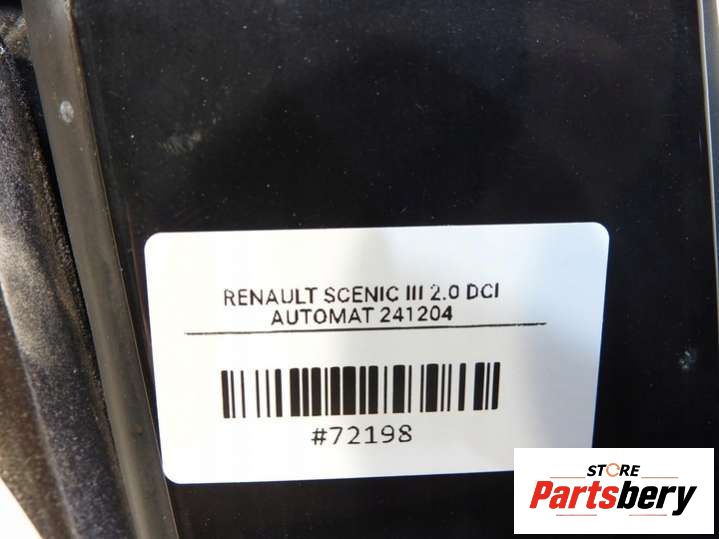 RENAULT SCENIC III 2.0 DCI
AUTOMAT 241204
#72198
STORE
Partsbery